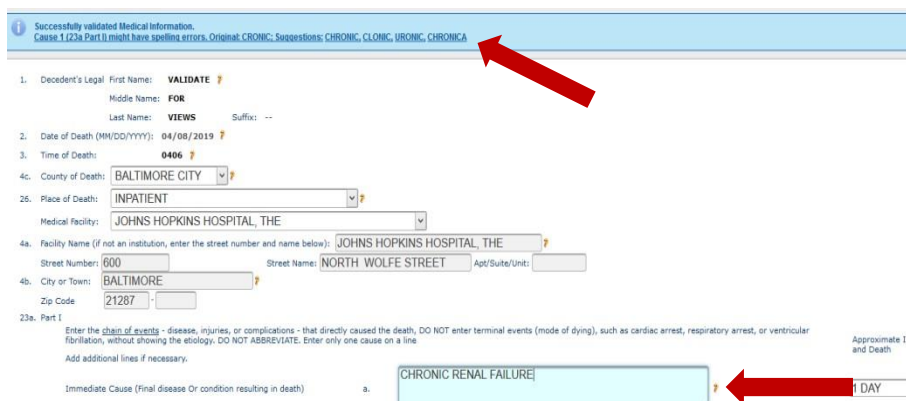 Successfully validated Medical Information.
Cause 1 (23a Part I) might have spelling errors. Original: CRONIC; Suggestions: CHRONIC, CLONIC, URONIC, CHRONICA
1. Decedent's Legal First Name: VALIDATE ?
Middle Name: FOR
Last Name: VIEWS Suffix: --
2. Date of Death (MM/DD/YYYY): 04/08/2019 ?
3. Time of Death: 0406 ?
4c. County of Death: BALTIMORE CITY ?
26. Place of Death: INPATIENT ?
Medical Facility: JOHNS HOPKINS HOSPITAL, THE
4a. Facility Name (if not an institution, enter the street number and name below): JOHNS HOPKINS HOSPITAL, THE ?
Street Number: 600 Street Name: NORTH WOLFE STREET Apt/Suite/Unit:
4b. City or Town: BALTIMORE ?
Zip Code 21287 -
23a. Part I
Enter the chain of events - disease, injuries, or complications - that directly caused the death, DO NOT enter terminal events (mode of dying), such as cardiac arrest, respiratory arrest, or ventricular
fibrillation, without showing the etiology. DO NOT ABBREVIATE. Enter only one cause on a line
Approximate I
and Death
Add additional lines if necessary.
Immediate Cause (Final disease Or condition resulting in death) a. CHRONIC RENAL FAILURE ? 1 DAY